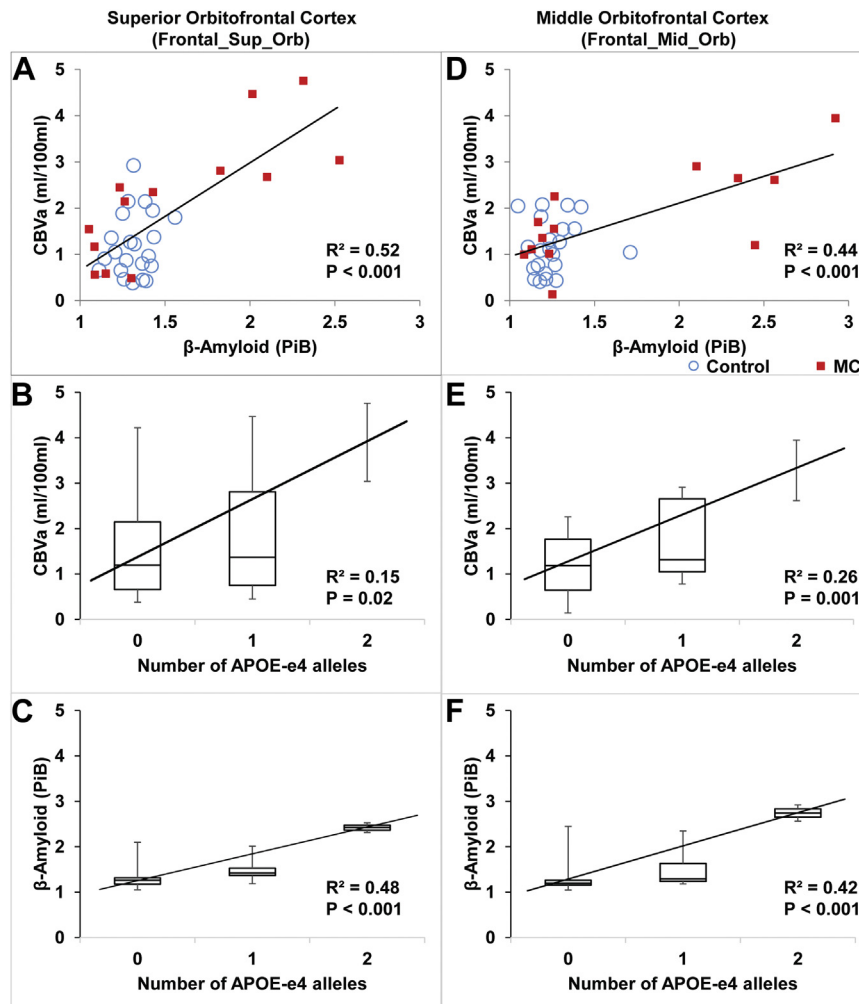 Superior Orbitofrontal Cortex
(Frontal_Sup_Orb)
Middle Orbitofrontal Cortex
(Frontal_Mid_Orb)
A
CBVa (ml/100ml)
5
4
3
2
1
0
R² = 0.52
P < 0.001
1 1.5 2 2.5 3
β-Amyloid (PiB)
D
CBVa (ml/100ml)
5
4
3
2
1
0
R² = 0.44
P < 0.001
1 1.5 2 2.5 3
β-Amyloid (PiB)
Control MC
B
CBVa (ml/100ml)
5
4
3
2
1
0
R² = 0.15
P = 0.02
0 1 2
Number of APOE-e4 alleles
E
CBVa (ml/100ml)
5
4
3
2
1
0
R² = 0.26
P = 0.001
0 1 2
Number of APOE-e4 alleles
C
β-Amyloid (PiB)
5
4
3
2
1
0
R² = 0.48
P < 0.001
0 1 2
Number of APOE-e4 alleles
F
β-Amyloid (PiB)
5
4
3
2
1
0
R² = 0.42
P < 0.001
0 1 2
Number of APOE-e4 alleles